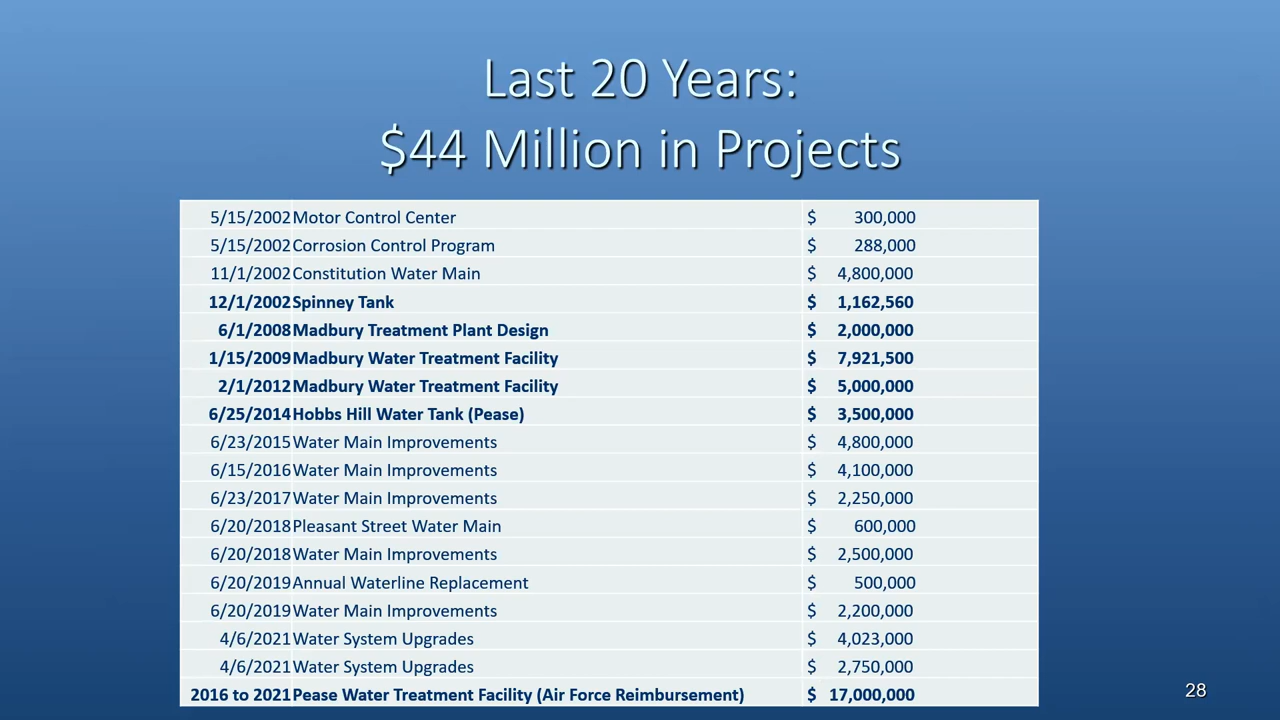 Last 20 Years:
$44 Million in Projects
5/15/2002 Motor Control Center $ 300,000
5/15/2002 Corrosion Control Program $ 288,000
11/1/2002 Constitution Water Main $ 4,800,000
12/1/2002 Spinney Tank $ 1,162,560
6/1/2008 Madbury Treatment Plant Design $ 2,000,000
1/15/2009 Madbury Water Treatment Facility $ 7,921,500
2/1/2012 Madbury Water Treatment Facility $ 5,000,000
6/25/2014 Hobbs Hill Water Tank (Pease) $ 3,500,000
6/23/2015 Water Main Improvements $ 4,800,000
6/15/2016 Water Main Improvements $ 4,100,000
6/23/2017 Water Main Improvements $ 2,250,000
6/20/2018 Pleasant Street Water Main $ 600,000
6/20/2018 Water Main Improvements $ 2,500,000
6/20/2019 Annual Waterline Replacement $ 500,000
6/20/2019 Water Main Improvements $ 2,200,000
4/6/2021 Water System Upgrades $ 4,023,000
4/6/2021 Water System Upgrades $ 2,750,000
2016 to 2021 Pease Water Treatment Facility (Air Force Reimbursement) $ 17,000,000
28